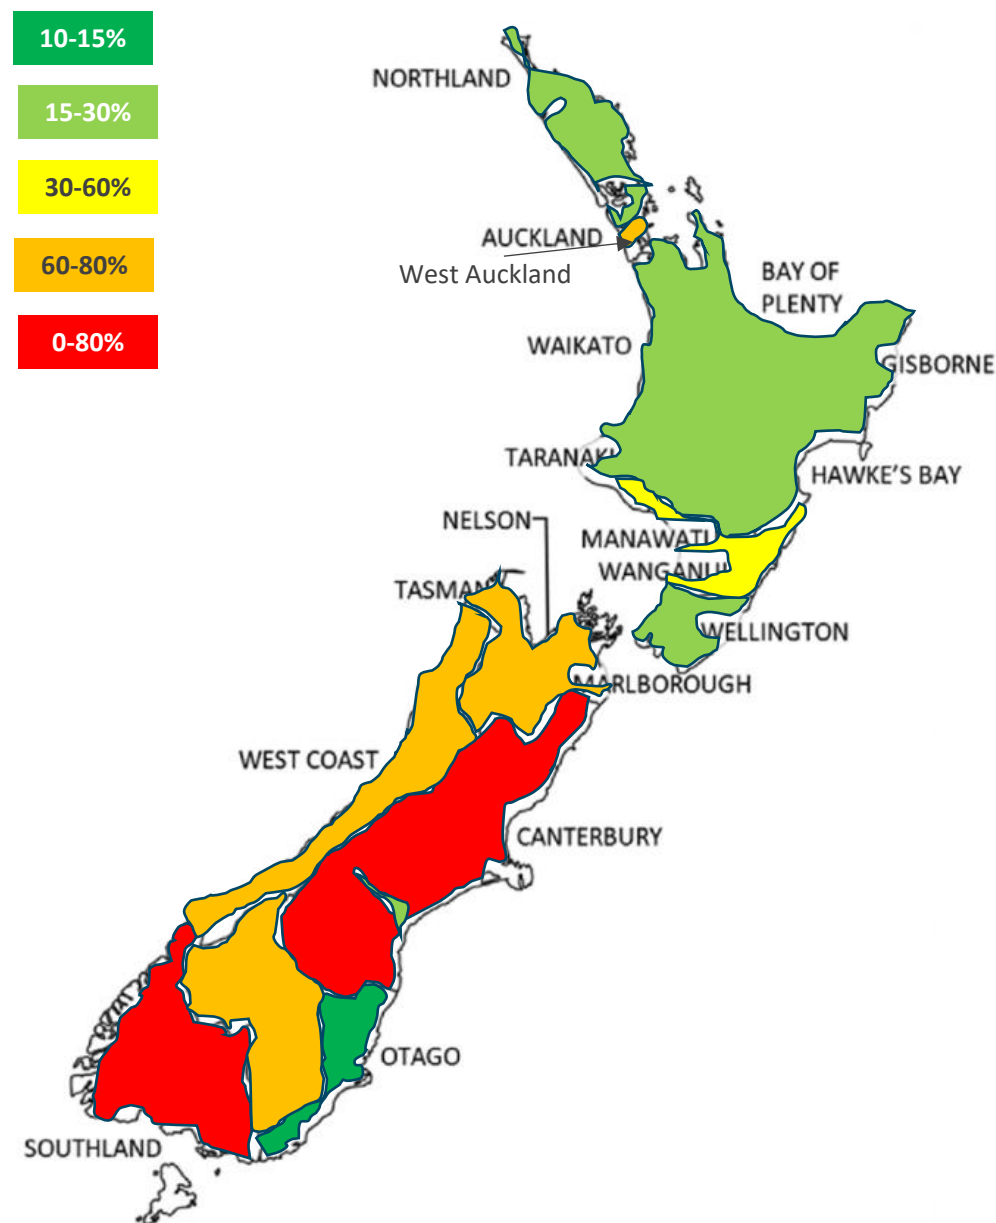 10-15%
15-30%
30-60%
60-80%
0-80%
NORTHLAND
AUCKLAND
West Auckland
BAY OF
PLENTY
WAIKATO
GISBORNE
TARANAKI
HAWKE'S BAY
NELSON
MANAWATU
WANGANUI
TASMAN
WELLINGTON
MARLBOROUGH
WEST COAST
CANTERBURY
OTAGO
SOUTHLAND